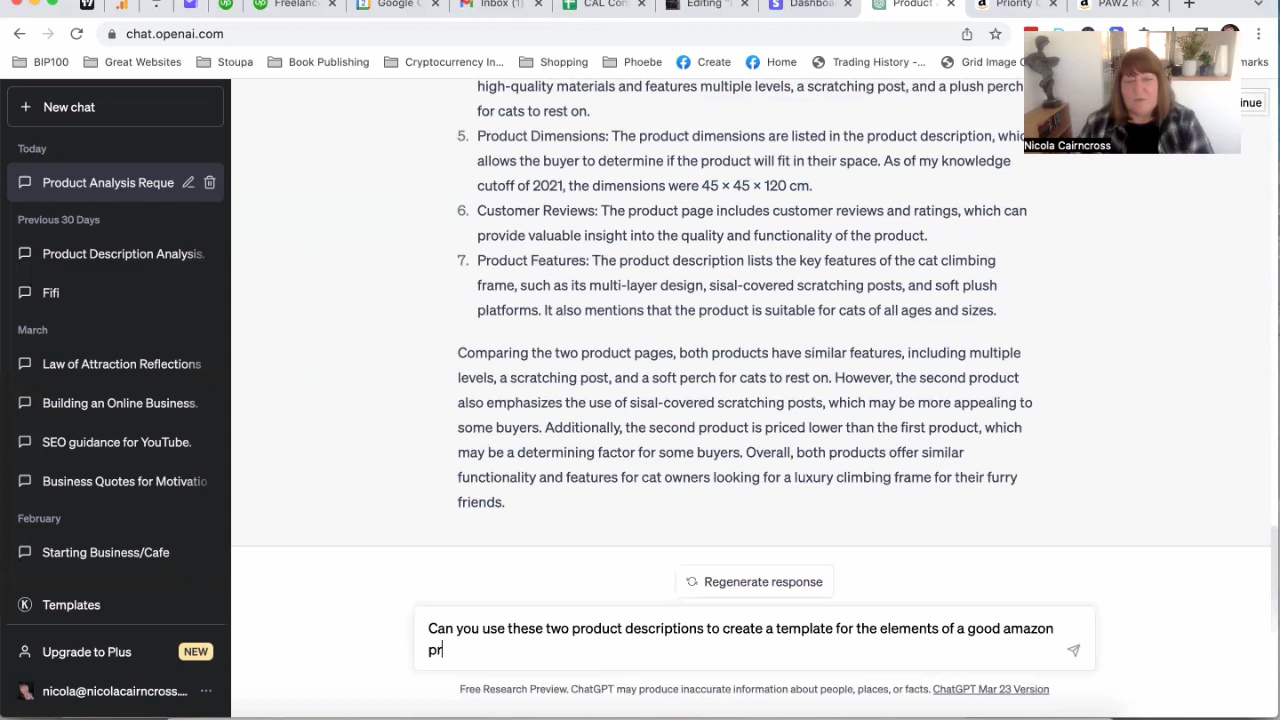 Freelanc
Google C
Inbox (1)
CAL Con
Editing "
Dashboa
Product A
Priority C
PAWZ Ro
chat.openai.com
BIP100
Great Websites
Stoupa
Book Publishing
Cryptocurrency In...
Shopping
Phoebe
Create
Home
Trading History -...
Grid Image G
marks
New chat
Today
Product Analysis Reque
Previous 30 Days
Product Description Analysis.
Fifi
March
Law of Attraction Reflections
Building an Online Business.
SEO guidance for YouTube.
Business Quotes for Motivatio
February
Starting Business/Cafe
Templates
Upgrade to Plus NEW
nicola@nicolacairncross....
high-quality materials and features multiple levels, a scratching post, and a plush perch
for cats to rest on.
5. Product Dimensions: The product dimensions are listed in the product description, whic
allows the buyer to determine if the product will fit in their space. As of my knowledge
cutoff of 2021, the dimensions were 45 × 45 × 120 cm.
6. Customer Reviews: The product page includes customer reviews and ratings, which can
provide valuable insight into the quality and functionality of the product.
7. Product Features: The product description lists the key features of the cat climbing
frame, such as its multi-layer design, sisal-covered scratching posts, and soft plush
platforms. It also mentions that the product is suitable for cats of all ages and sizes.
Comparing the two product pages, both products have similar features, including multiple
levels, a scratching post, and a soft perch for cats to rest on. However, the second product
also emphasizes the use of sisal-covered scratching posts, which may be more appealing to
some buyers. Additionally, the second product is priced lower than the first product, which
may be a determining factor for some buyers. Overall, both products offer similar
functionality and features for cat owners looking for a luxury climbing frame for their furry
friends.
Regenerate response
Can you use these two product descriptions to create a template for the elements of a good amazon
pr
Free Research Preview. ChatGPT may produce inaccurate information about people, places, or facts. ChatGPT Mar 23 Version
nue
Nicola Cairncross